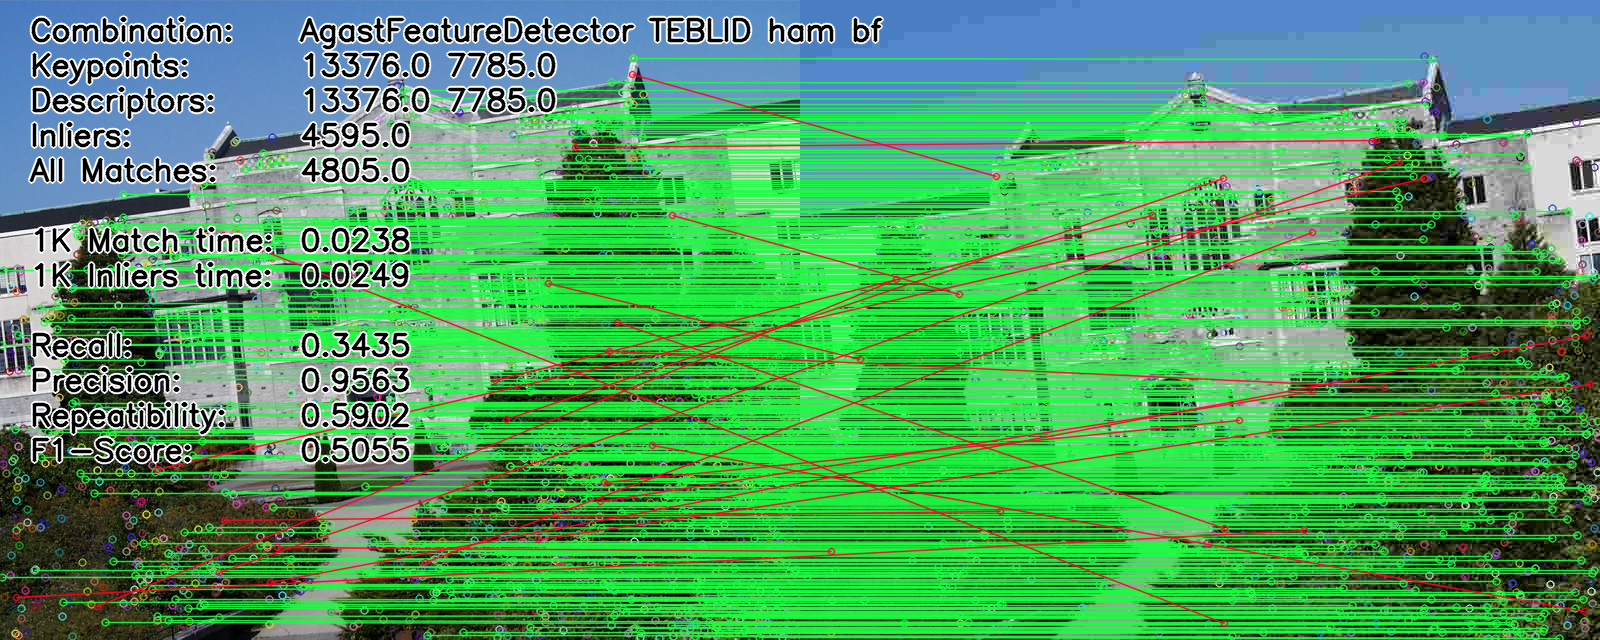 Combination: AgastFeatureDetector TEBLID ham bf
Keypoints: 13376.0 7785.0
Descriptors: 13376.0 7785.0
Inliers: 4595.0
All Matches: 4805.0
1K Match time: 0.0238
1K Inliers time: 0.0249
Recall: 0.3435
Precision: 0.9563
Repeatibility: 0.5902
F1-Score: 0.5055